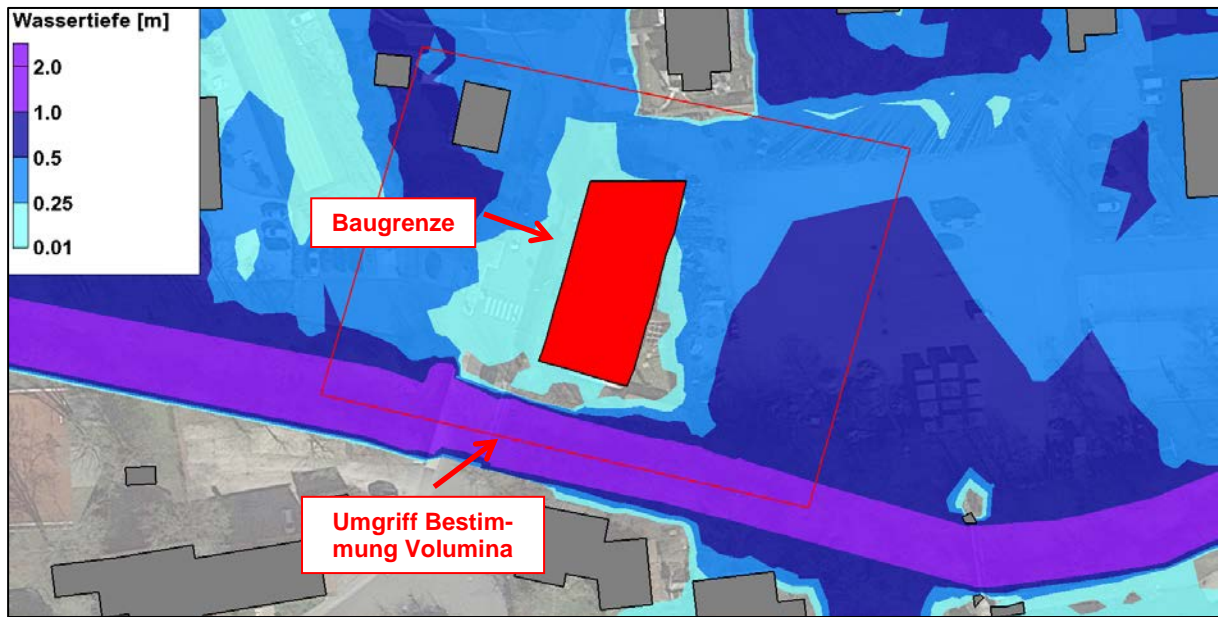 Wassertiefe [m]
2.0
1.0
0.5
0.25
0.01
Baugrenze
Umgriff Bestim-
mung Volumina